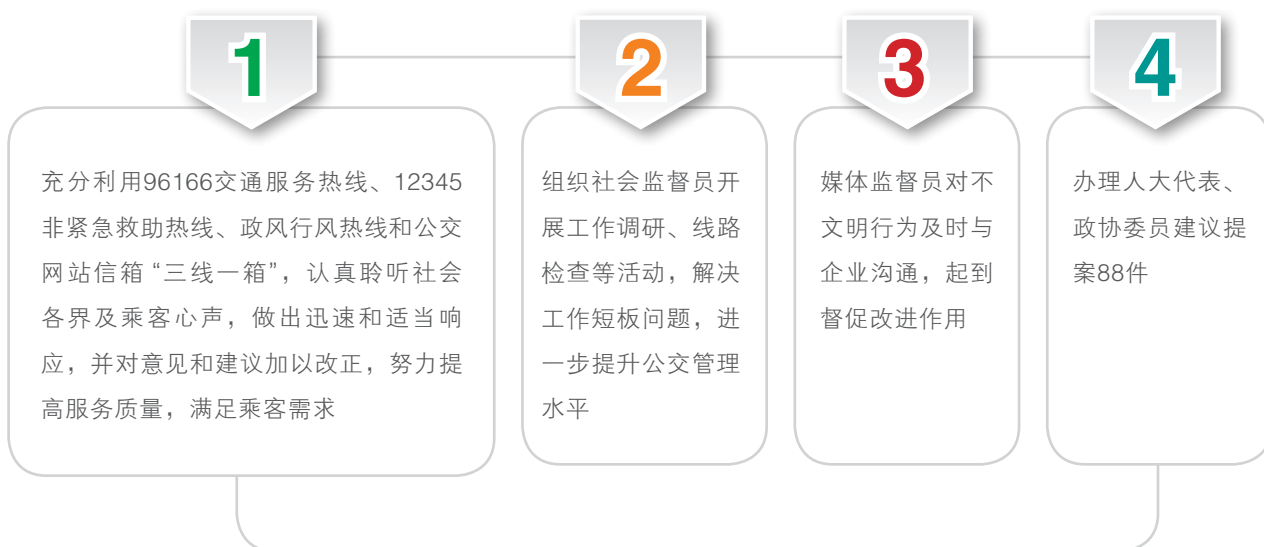 1
充分利用96166交通服务热线、12345
非紧急救助热线、政风行风热线和公交
网站信箱 “三线一箱”，认真聆听社会
各界及乘客心声，做出迅速和适当响
应，并对意见和建议加以改正，努力提
高服务质量，满足乘客需求
2
组织社会监督员开
展工作调研、线路
检查等活动，解决
工作短板问题，进
一步提升公交管理
水平
3
媒体监督员对不
文明行为及时与
企业沟通，起到
督促改进作用
4
办理人大代表、
政协委员建议提
案88件